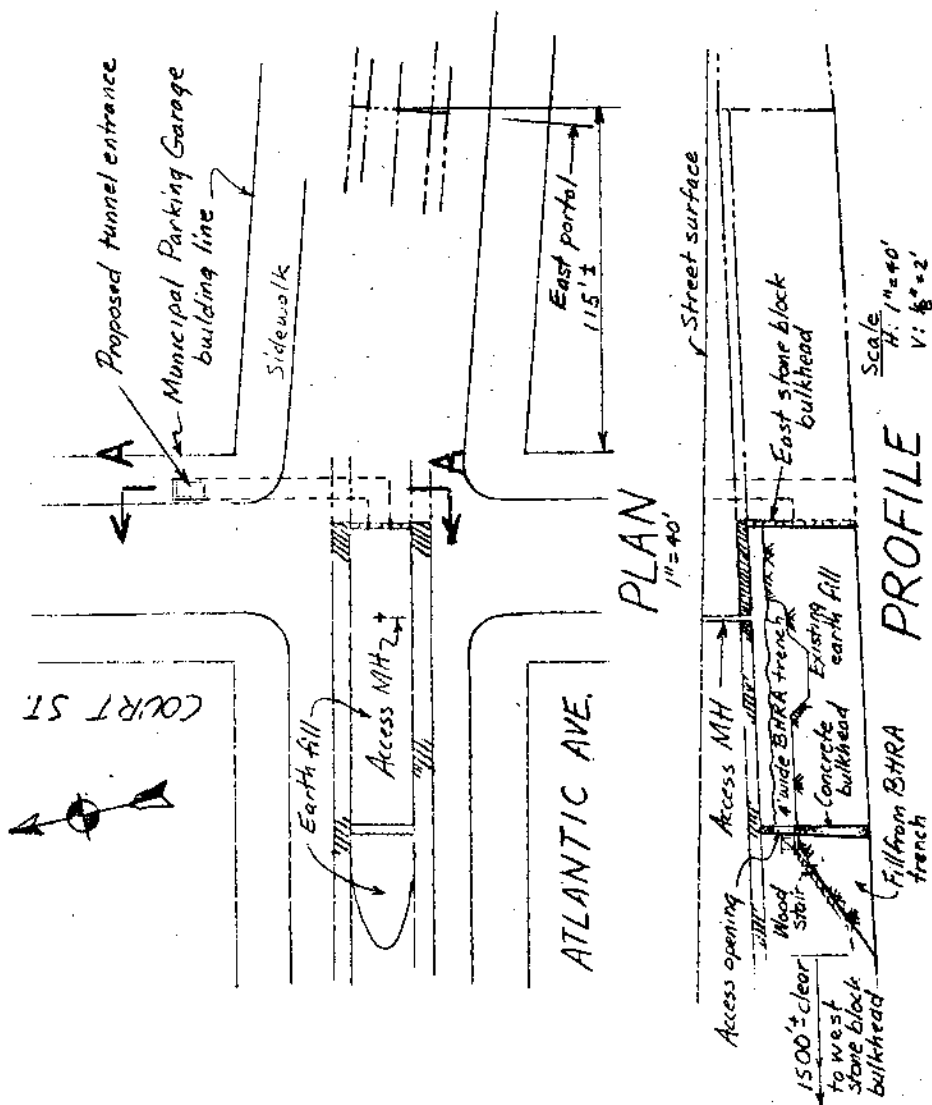 Proposed tunnel entrance
Municipal Parking Garage
building line
Sidewalk
A
A
COURT ST.
Earth fill
Access MH
ATLANTIC AVE.
East portal
115' ±
PLAN
1"=40'
Street surface
Access MH
Access opening
East stone block
bulkhead
4' wide BHRA trench
Existing
earth fill
Concrete
bulkhead
Wood
stair
Fill from BHRA
trench
1500'± clear
to west
stone block
bulkhead
PROFILE
Scale
H: 1"=40'
V: ⅛"=2'